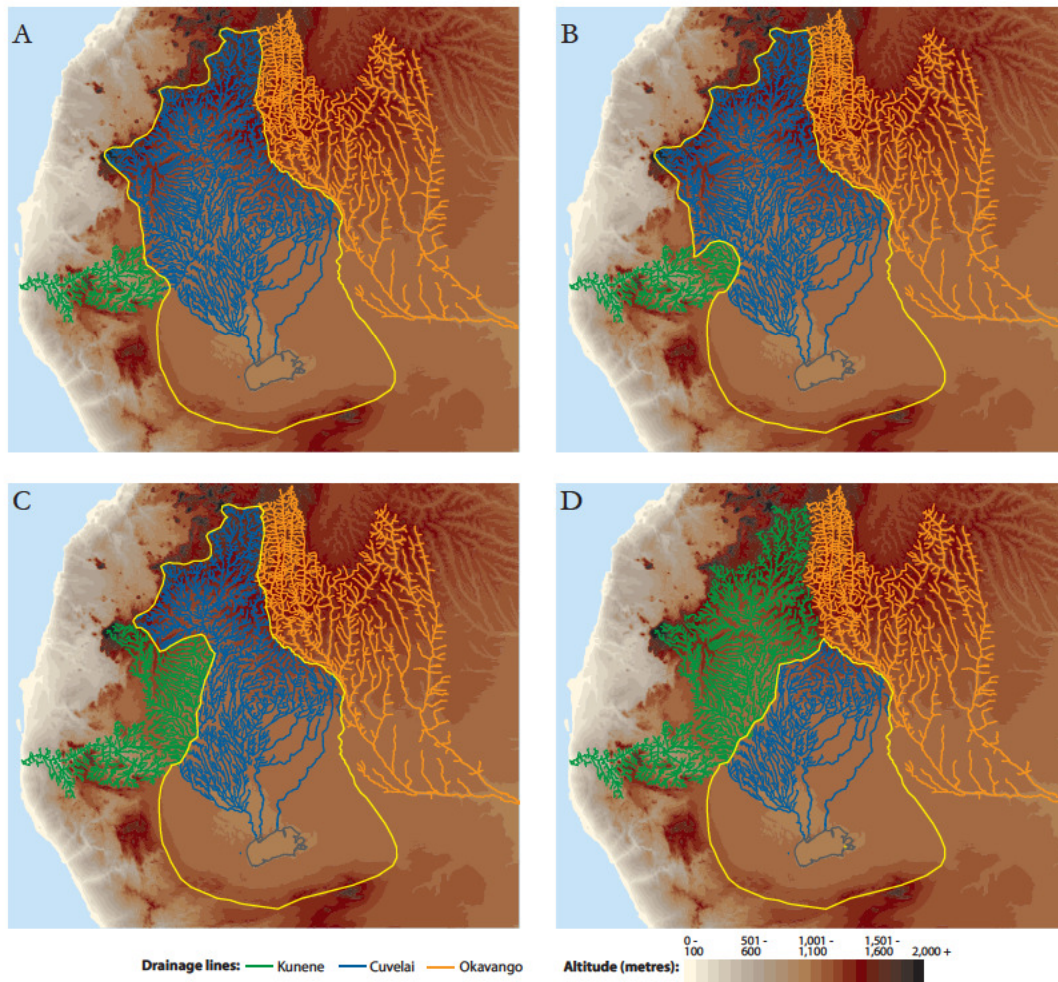 A
B
C
D
Drainage lines: Kunene Cuvelai Okavango
Altitude (metres):
0 - 100 501 - 600 1,001 - 1,100 1,501 - 1,600 2,000 +